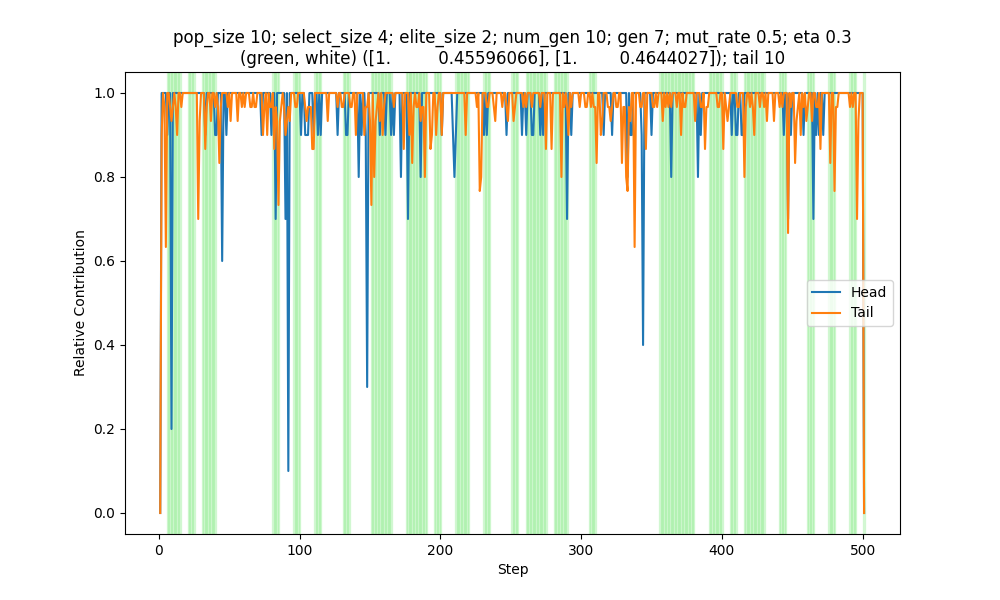 pop_size 10; select_size 4; elite_size 2; num_gen 10; gen 7; mut_rate 0.5; eta 0.3
(green, white) ([1. 0.45596066], [1. 0.4644027]); tail 10
1.0
0.8
0.6
0.4
0.2
0.0
Relative Contribution
Head
Tail
0 100 200 300 400 500
Step